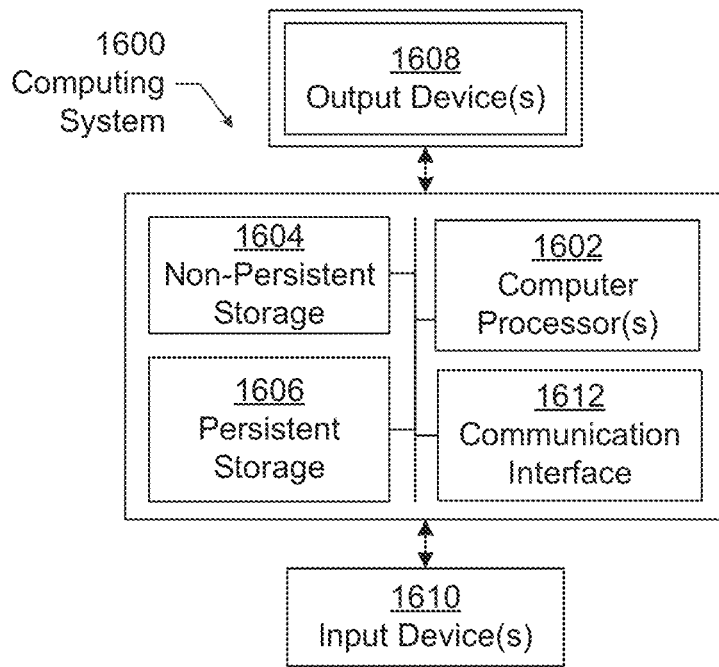 1600
Computing
System
1608
Output Device(s)
1604
Non-Persistent
Storage
1602
Computer
Processor(s)
1606
Persistent
Storage
1612
Communication
Interface
1610
Input Device(s)